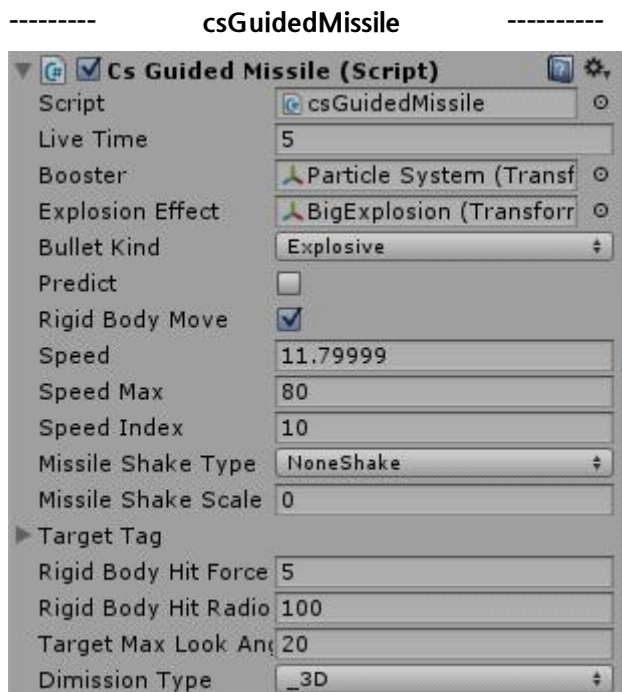 --------- csGuidedMissile ----------
Cs Guided Missile (Script)
Script csGuidedMissile
Live Time 5
Booster Particle System (Transf
Explosion Effect BigExplosion (Transforr
Bullet Kind Explosive
Predict
Rigid Body Move
Speed 11.79999
Speed Max 80
Speed Index 10
Missile Shake Type NoneShake
Missile Shake Scale 0
Target Tag
Rigid Body Hit Force 5
Rigid Body Hit Radio 100
Target Max Look An( 20
Dimission Type _3D